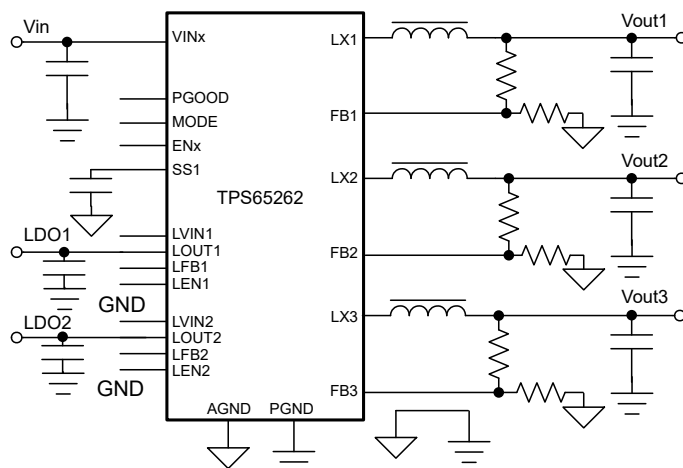 Vin
VINx
LX1
Vout1
PGOOD
MODE
ENx
SS1
FB1
TPS65262
LX2
Vout2
LDO1
LVIN1
LOUT1
LFB1
LEN1
GND
FB2
LDO2
LVIN2
LOUT2
LFB2
LEN2
GND
LX3
Vout3
FB3
AGND
PGND